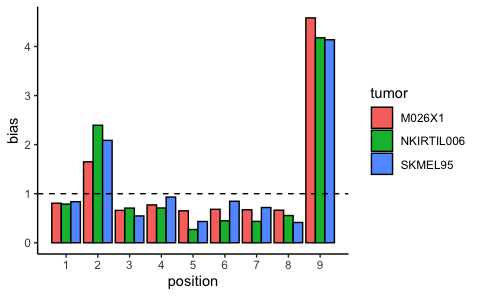 bias
4
3
2
1
0
1 2 3 4 5 6 7 8 9
position
tumor
M026X1
NKIRTIL006
SKMEL95